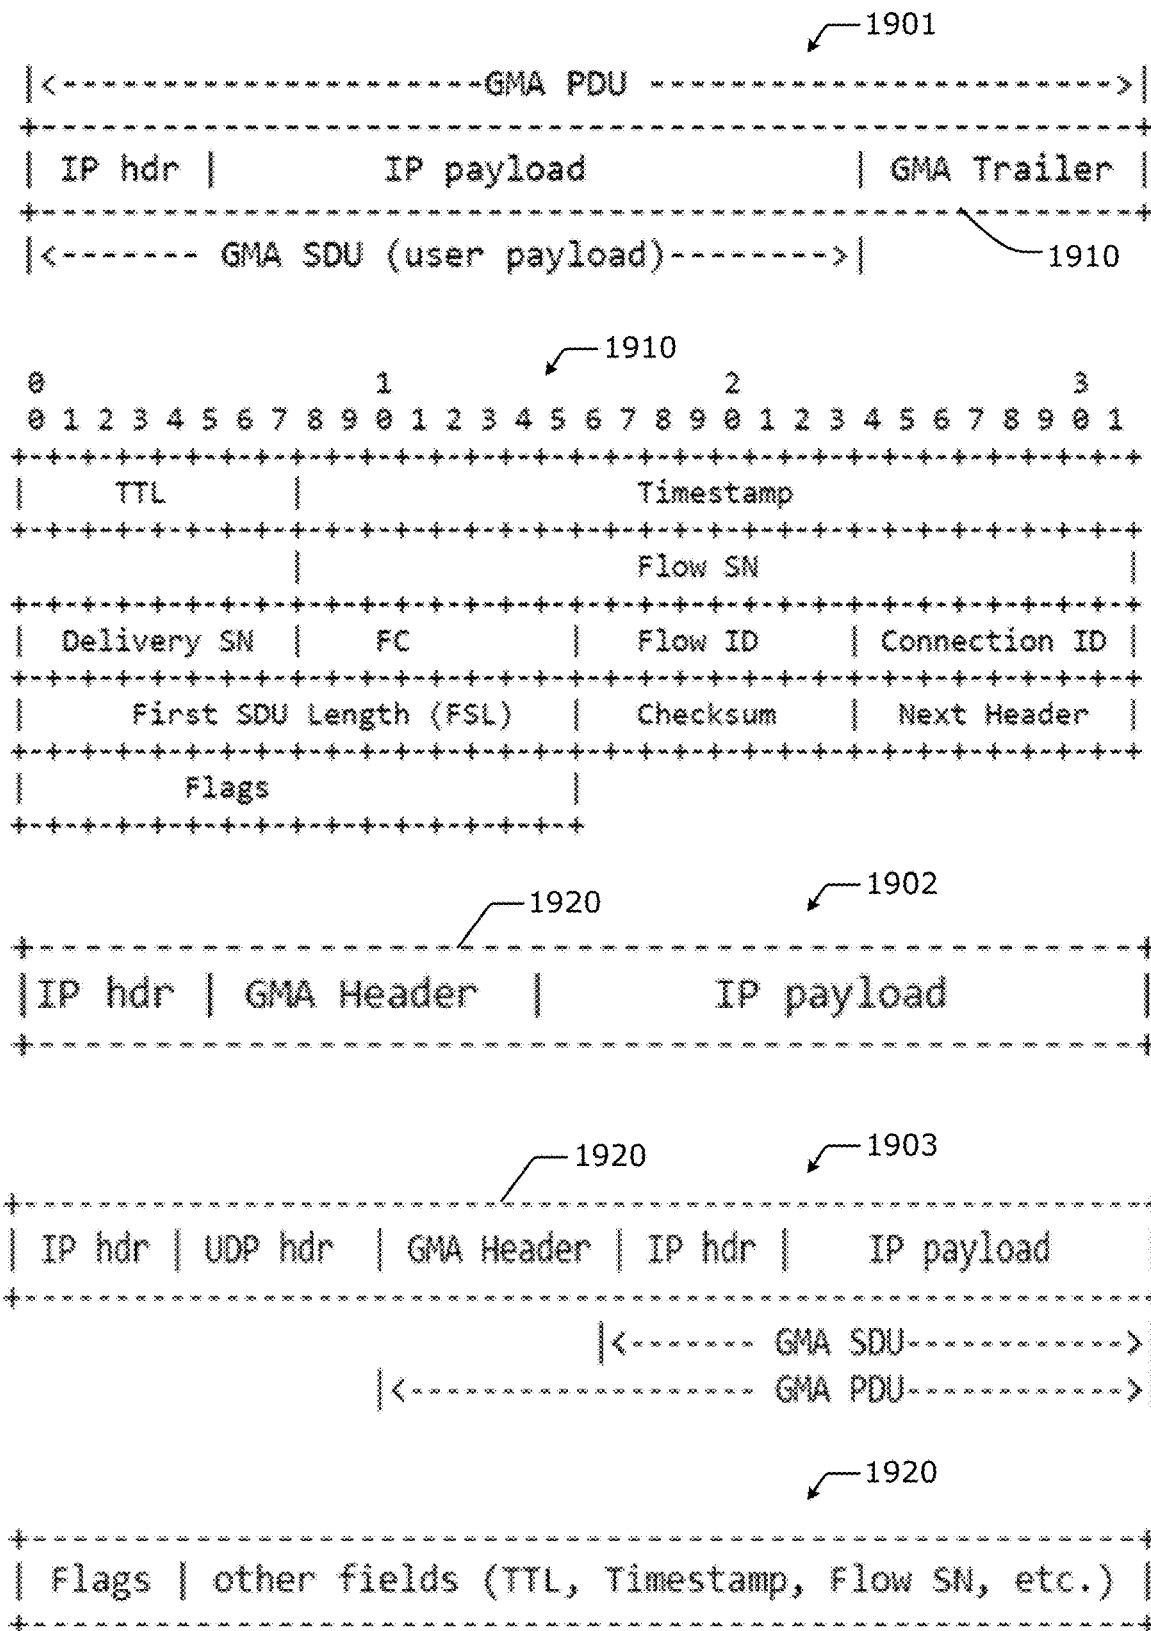 1901
|<--------------------GMA PDU ----------------------->|
+-----------------------------------------------------+
| IP hdr | IP payload | GMA Trailer |
+-----------------------------------------------------+
|<------- GMA SDU (user payload)-------->|
1910
1910
0 1 2 3
0 1 2 3 4 5 6 7 8 9 0 1 2 3 4 5 6 7 8 9 0 1 2 3 4 5 6 7 8 9 0 1
+-+-+-+-+-+-+-+-+-+-+-+-+-+-+-+-+-+-+-+-+-+-+-+-+-+-+-+-+-+-+-+-+
| TTL | Timestamp
+-+-+-+-+-+-+-+-+-+-+-+-+-+-+-+-+-+-+-+-+-+-+-+-+-+-+-+-+-+-+-+-+
| Flow SN |
+-+-+-+-+-+-+-+-+-+-+-+-+-+-+-+-+-+-+-+-+-+-+-+-+-+-+-+-+-+-+-+-+
| Delivery SN | FC | Flow ID | Connection ID |
+-+-+-+-+-+-+-+-+-+-+-+-+-+-+-+-+-+-+-+-+-+-+-+-+-+-+-+-+-+-+-+-+
| First SDU Length (FSL) | Checksum | Next Header |
+-+-+-+-+-+-+-+-+-+-+-+-+-+-+-+-+-+-+-+-+-+-+-+-+-+-+-+-+-+-+-+-+
| Flags |
+-+-+-+-+-+-+-+-+-+-+-+-+-+-+-+-+
1902
1920
+-----------------------------------------------------+
|IP hdr | GMA Header | IP payload |
+-----------------------------------------------------+
1903
1920
+-----------------------------------------------------+
| IP hdr | UDP hdr | GMA Header | IP hdr | IP payload |
+-----------------------------------------------------+
|<------- GMA SDU------------>|
|<------------------- GMA PDU------------>|
1920
+-----------------------------------------------------+
| Flags | other fields (TTL, Timestamp, Flow SN, etc.) |
+-----------------------------------------------------+